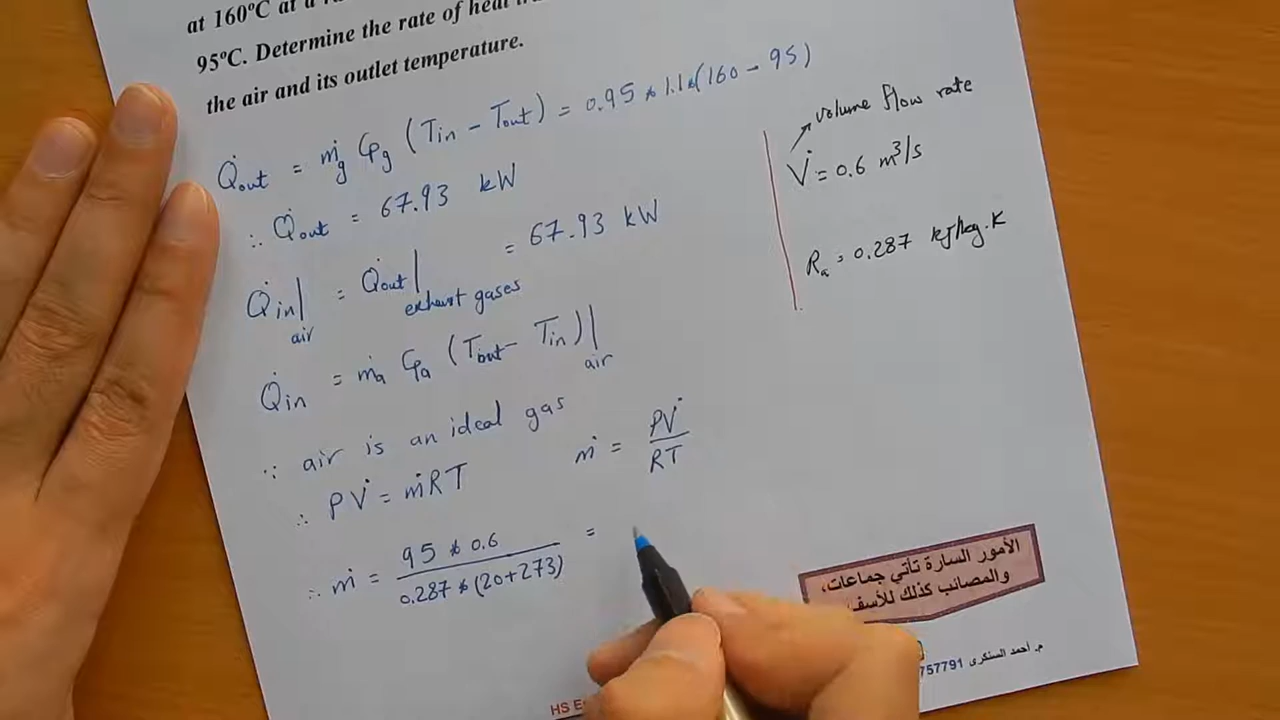 at 160°C at a
95°C. Determine the rate of heat
the air and its outlet temperature.
Q̇out = ṁg Cpg (Tin - Tout) = 0.95 * 1.1 * (160 - 95)
∴ Q̇out = 67.93 kW
Q̇in|air = Q̇out|exhaust gases = 67.93 kW
Q̇in = ṁa Cpa (Tout - Tin)|air
∵ air is an ideal gas
∴ PV̇ = ṁRT ṁ = PV̇/RT
∴ ṁ = 95 * 0.6 / 0.287 * (20+273) =
volume flow rate
V̇ = 0.6 m³/s
Ra = 0.287 kJ/kg.K
الأمور السارة تأتي جماعات،
والمصائب كذلك للأسف
م. أحمد السنكرى 757791
HS E